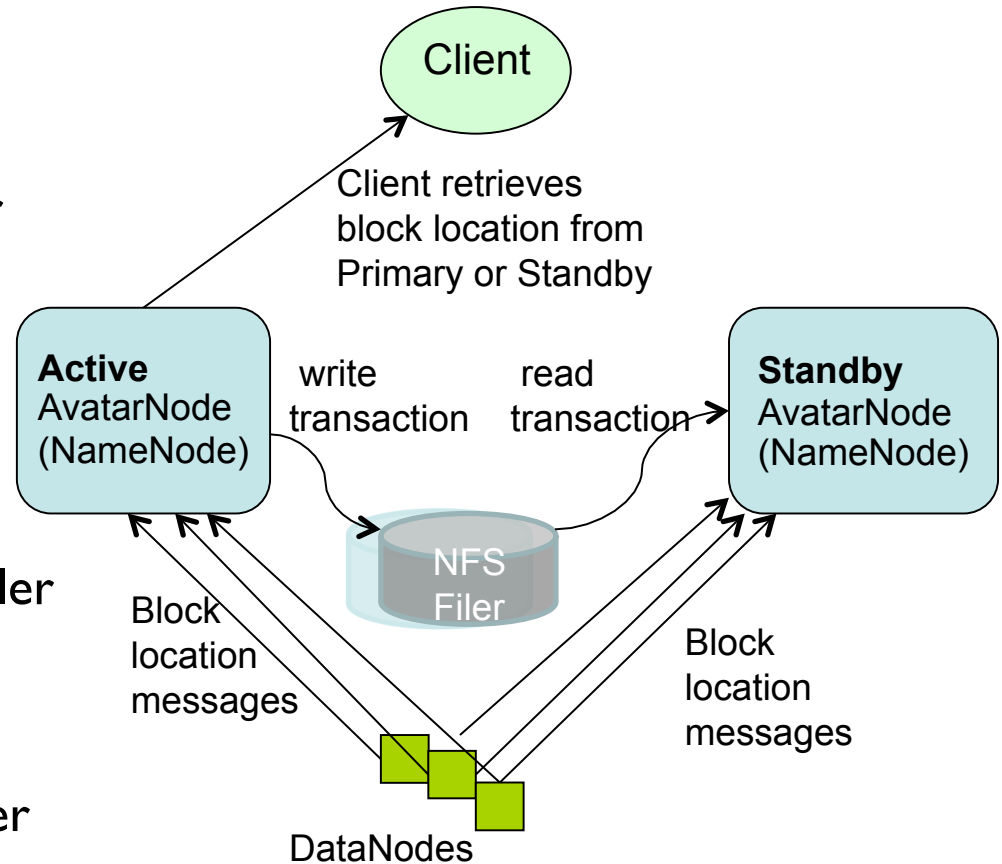 Client
Client retrieves
block location from
Primary or Standby
Active
AvatarNode
(NameNode)
write
transaction
read
transaction
Standby
AvatarNode
(NameNode)
NFS
Filer
Block
location
messages
Block
location
messages
DataNodes